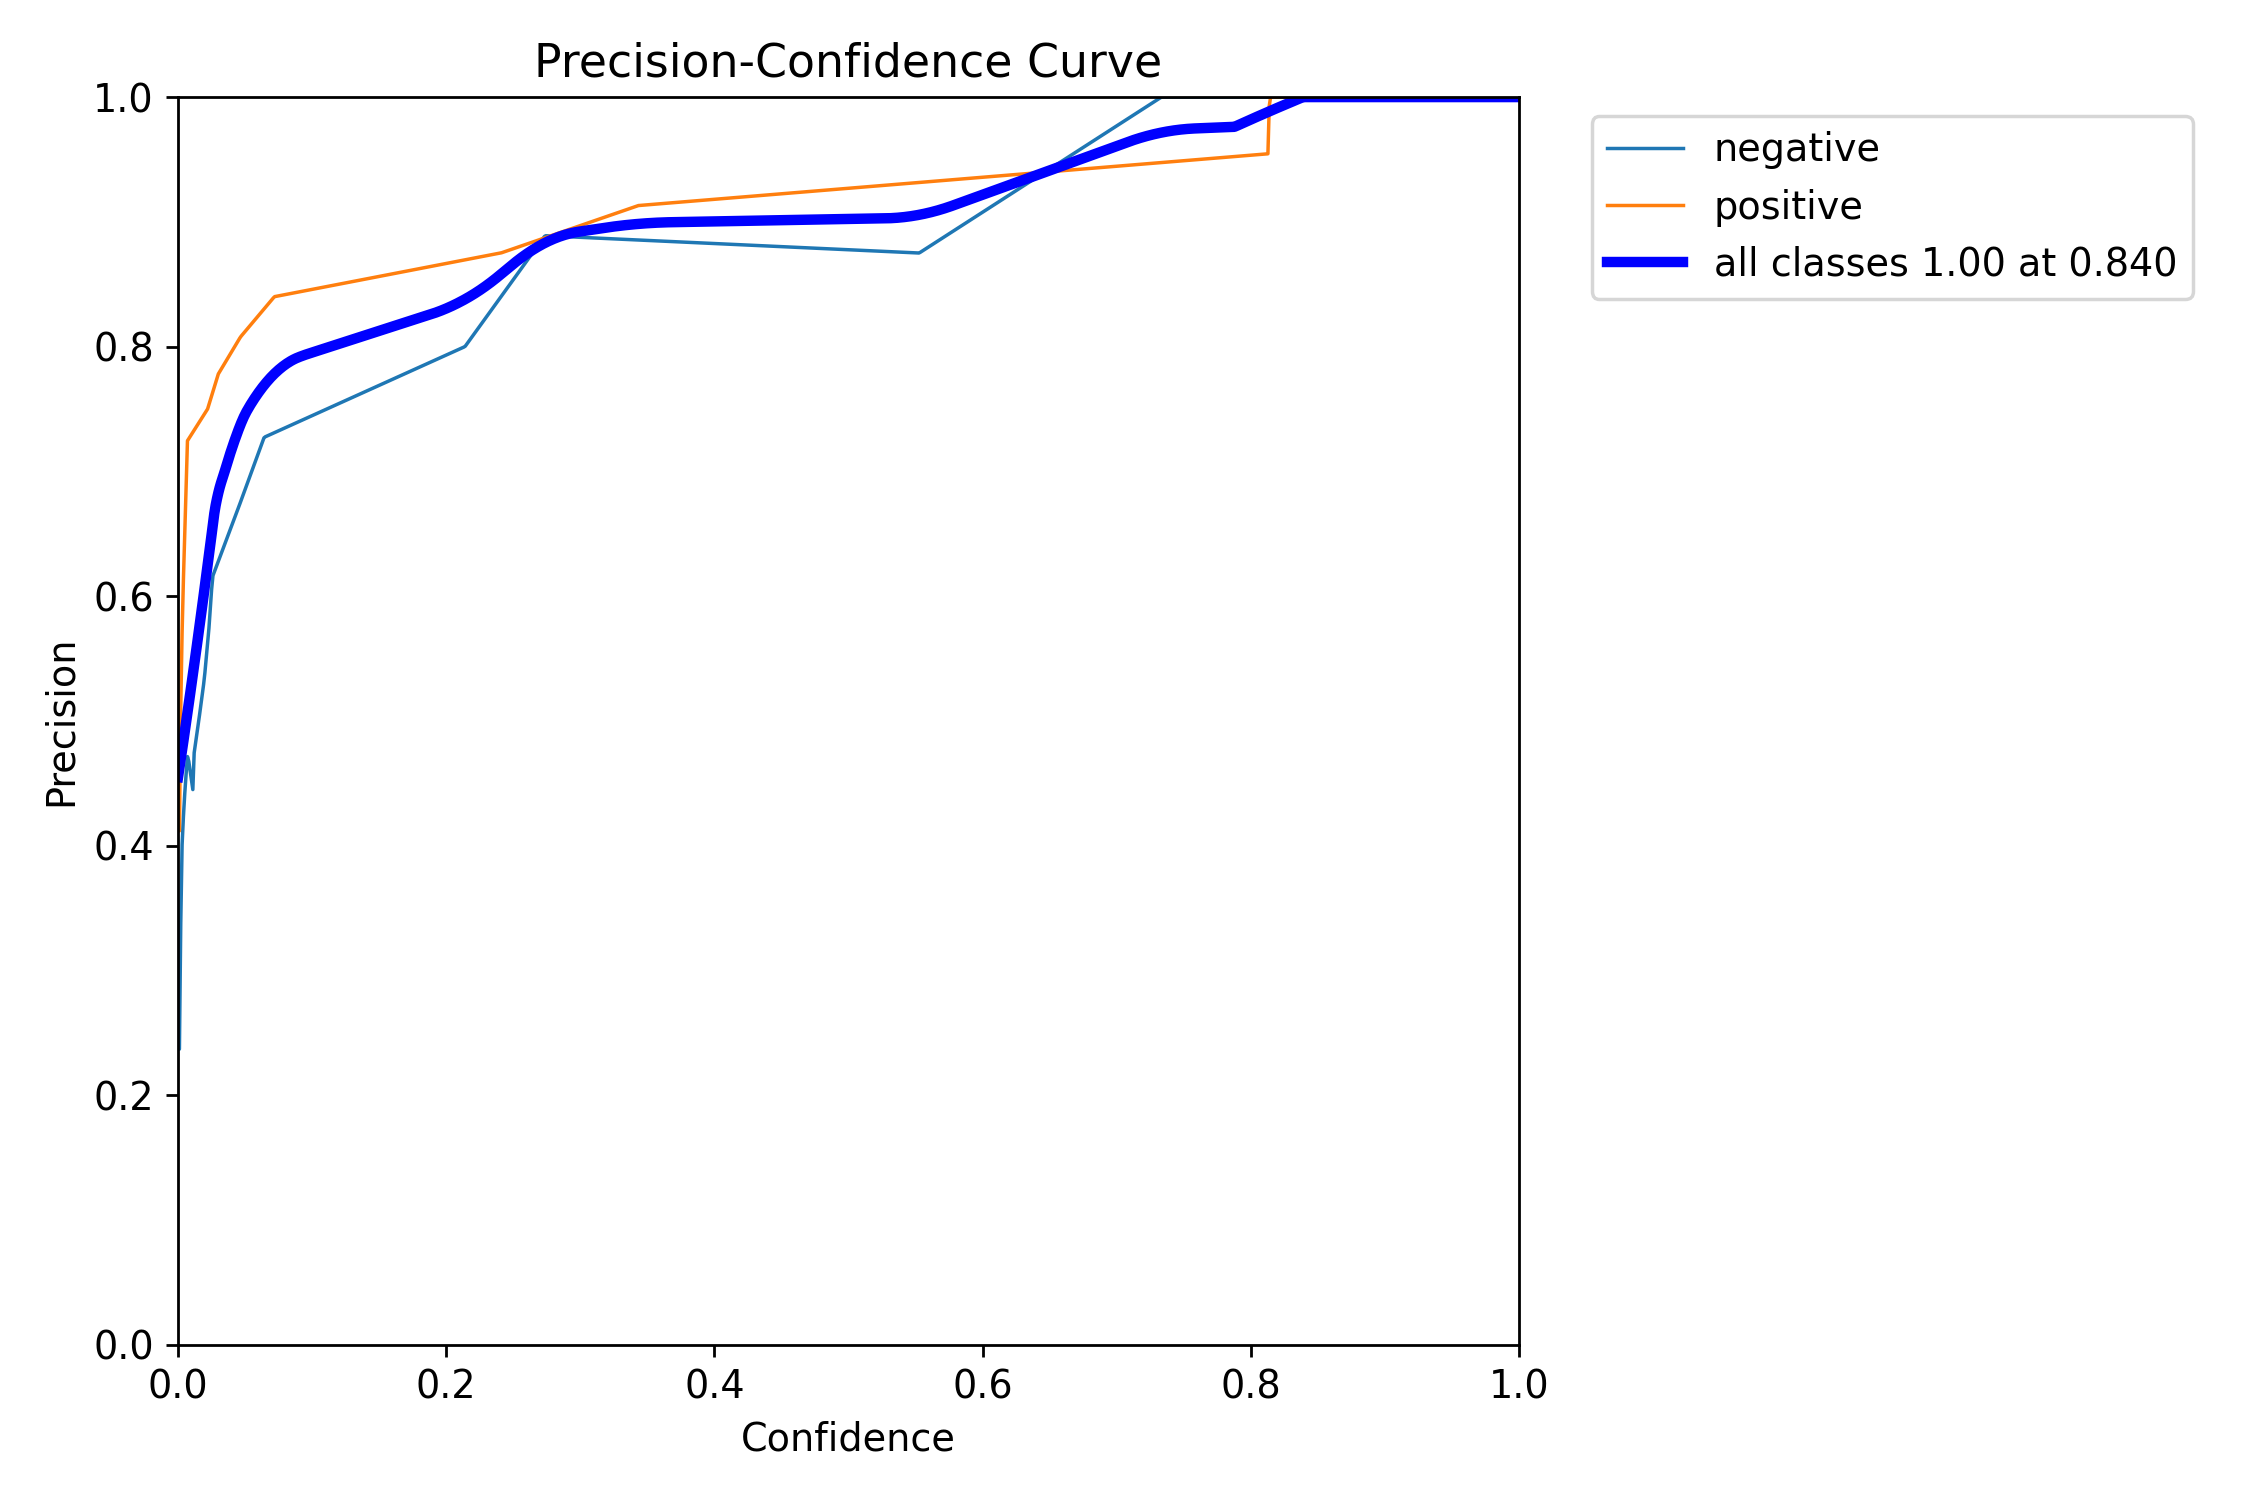 Precision-Confidence Curve
1.0
0.8
0.6
0.4
0.2
0.0
Precision
0.0 0.2 0.4 0.6 0.8 1.0
Confidence
negative
positive
all classes 1.00 at 0.840